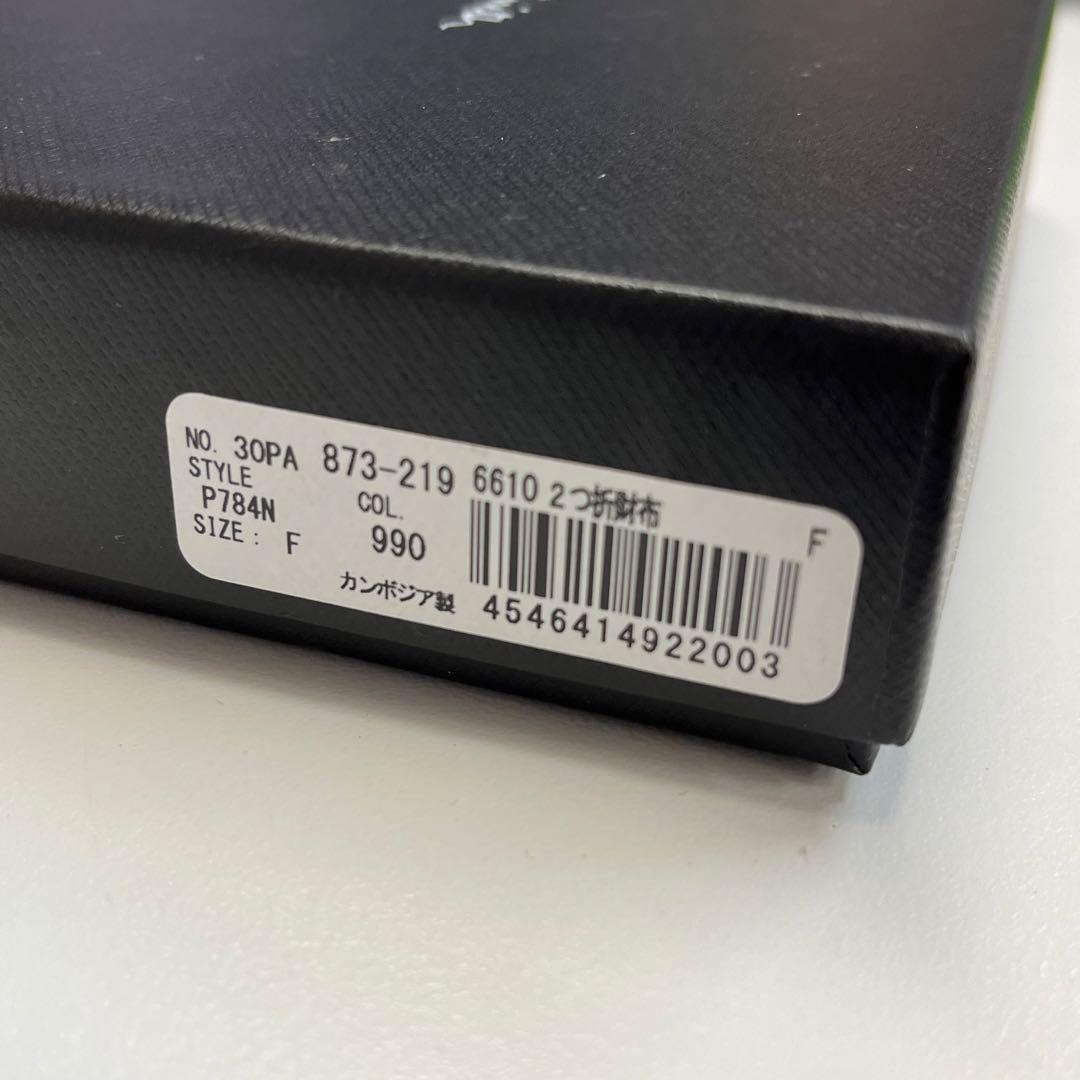 NO. 30PA 873-219 6610 2つ折財布
STYLE COL. F
P784N 990
SIZE: F
カンボジア製 4546414922003